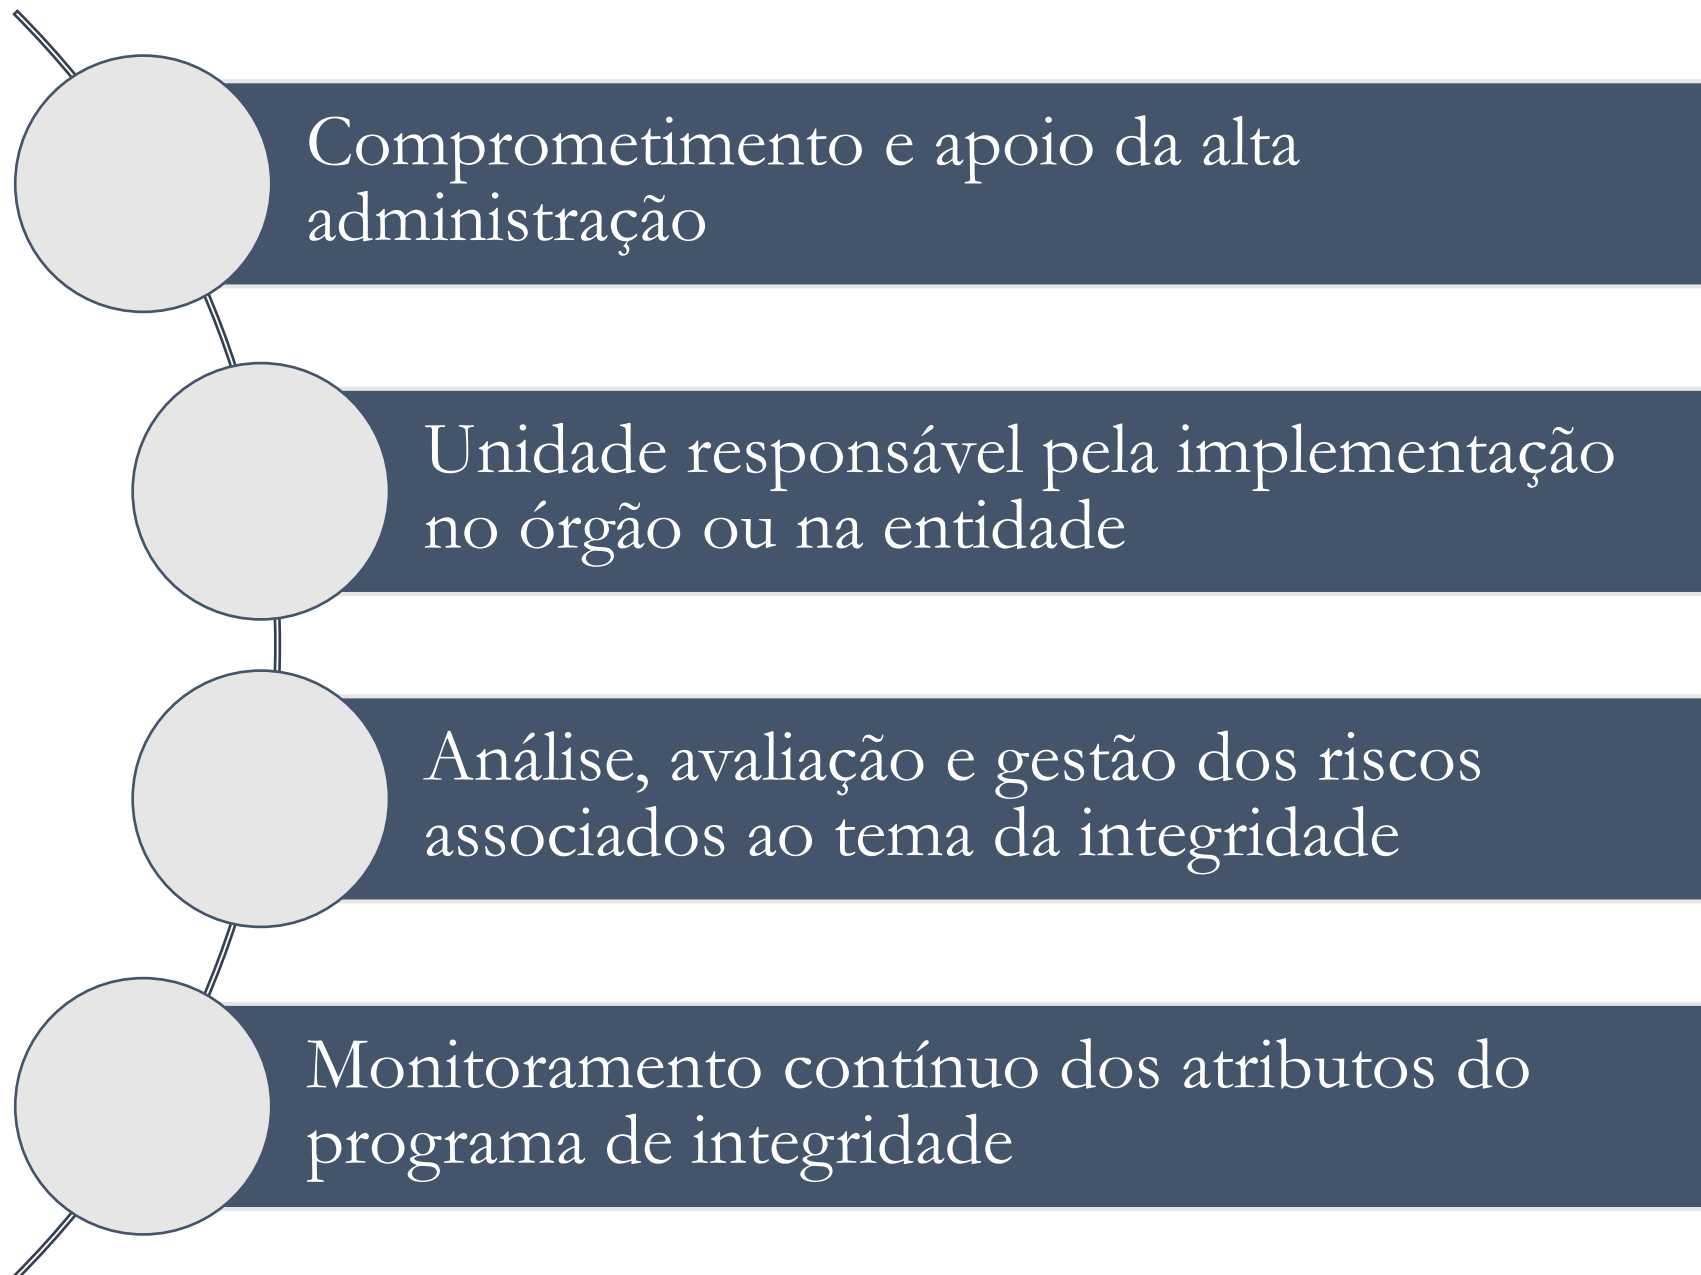 Comprometimento e apoio da alta
administração
Unidade responsável pela implementação
no órgão ou na entidade
Análise, avaliação e gestão dos riscos
associados ao tema da integridade
Monitoramento contínuo dos atributos do
programa de integridade